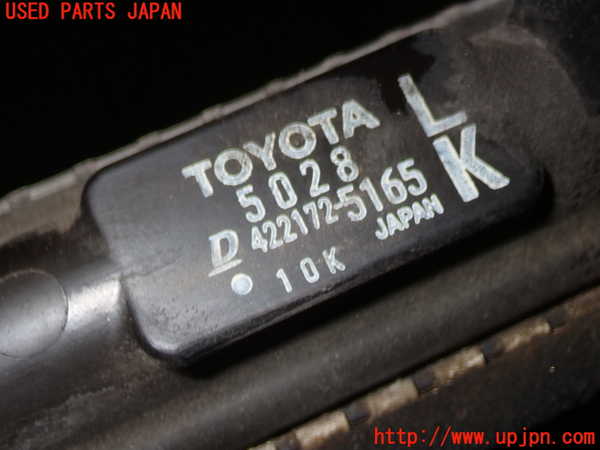 USED PARTS JAPAN
TOYOTA L
5028 K
D 422172-5165
10K JAPAN
http://www.upjpn.com/